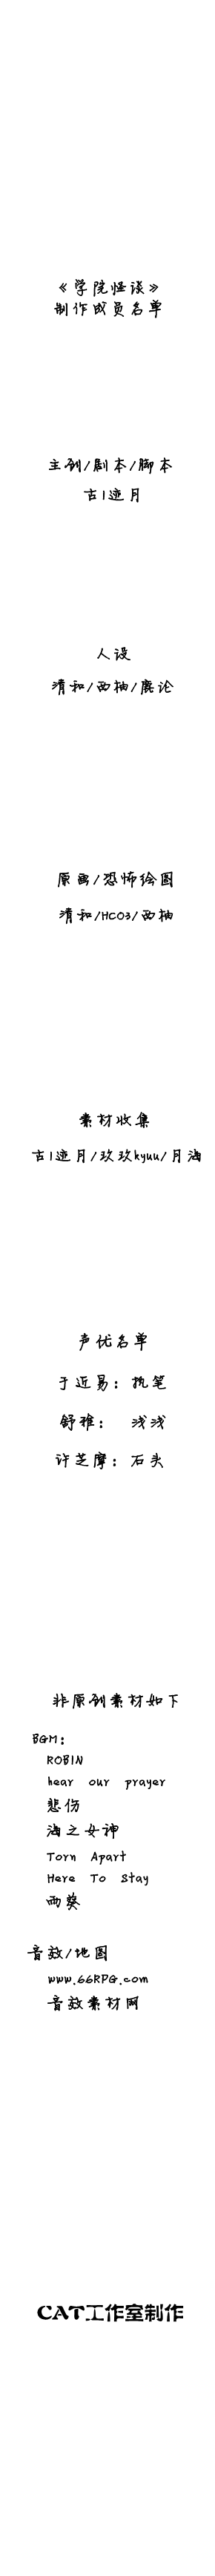 《学院怪谈》
制作成员名单
主创/剧本/脚本
古1迹月
人设
清和/西柚/鹿论
原画/恐怖绘图
清和/HCO3/西柚
素材收集
古1迹月/玖玖kyuu/月海
声优名单
于近易：执笔
舒雅： 浅浅
许芝摩：石头
非原创素材如下
BGM：
ROBIN
hear our prayer
悲伤
海之女神
Torn Apart
Here To Stay
西葵
音效/地图
www.66RPG.com
音效素材网
CAT工作室制作